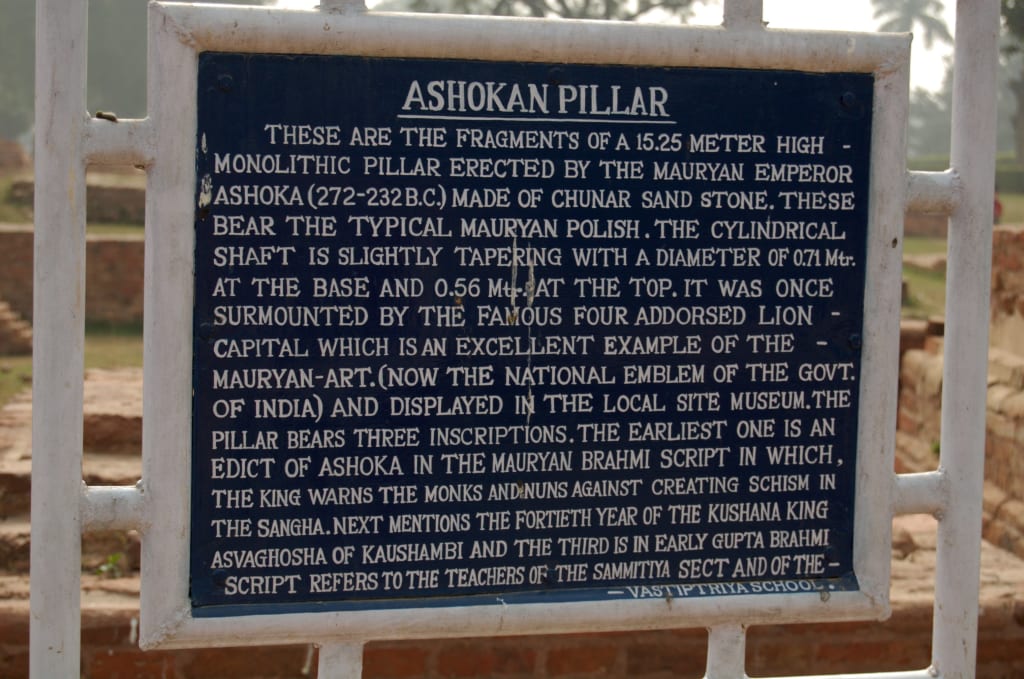 ASHOKAN PILLAR
THESE ARE THE FRAGMENTS OF A 15.25 METER HIGH -
MONOLITHIC PILLAR ERECTED BY THE MAURYAN EMPEROR
ASHOKA (272-232 B.C.) MADE OF CHUNAR SAND STONE. THESE
BEAR THE TYPICAL MAURYAN POLISH. THE CYLINDRICAL
SHAFT IS SLIGHTLY TAPERING WITH A DIAMETER OF 0.71 Mtr.
AT THE BASE AND 0.56 Mtr. AT THE TOP. IT WAS ONCE
SURMOUNTED BY THE FAMOUS FOUR ADDORSED LION -
CAPITAL WHICH IS AN EXCELLENT EXAMPLE OF THE -
MAURYAN-ART. (NOW THE NATIONAL EMBLEM OF THE GOVT.
OF INDIA) AND DISPLAYED IN THE LOCAL SITE MUSEUM. THE
PILLAR BEARS THREE INSCRIPTIONS. THE EARLIEST ONE IS AN
EDICT OF ASHOKA IN THE MAURYAN BRAHMI SCRIPT IN WHICH,
THE KING WARNS THE MONKS AND NUNS AGAINST CREATING SCHISM IN
THE SANGHA. NEXT MENTIONS THE FORTIETH YEAR OF THE KUSHANA KING
ASVAGHOSHA OF KAUSHAMBI AND THE THIRD IS IN EARLY GUPTA BRAHMI
SCRIPT REFERS TO THE TEACHERS OF THE SAMMITIYA SECT AND OF THE -
- VASTIPTRIYA SCHOOL.